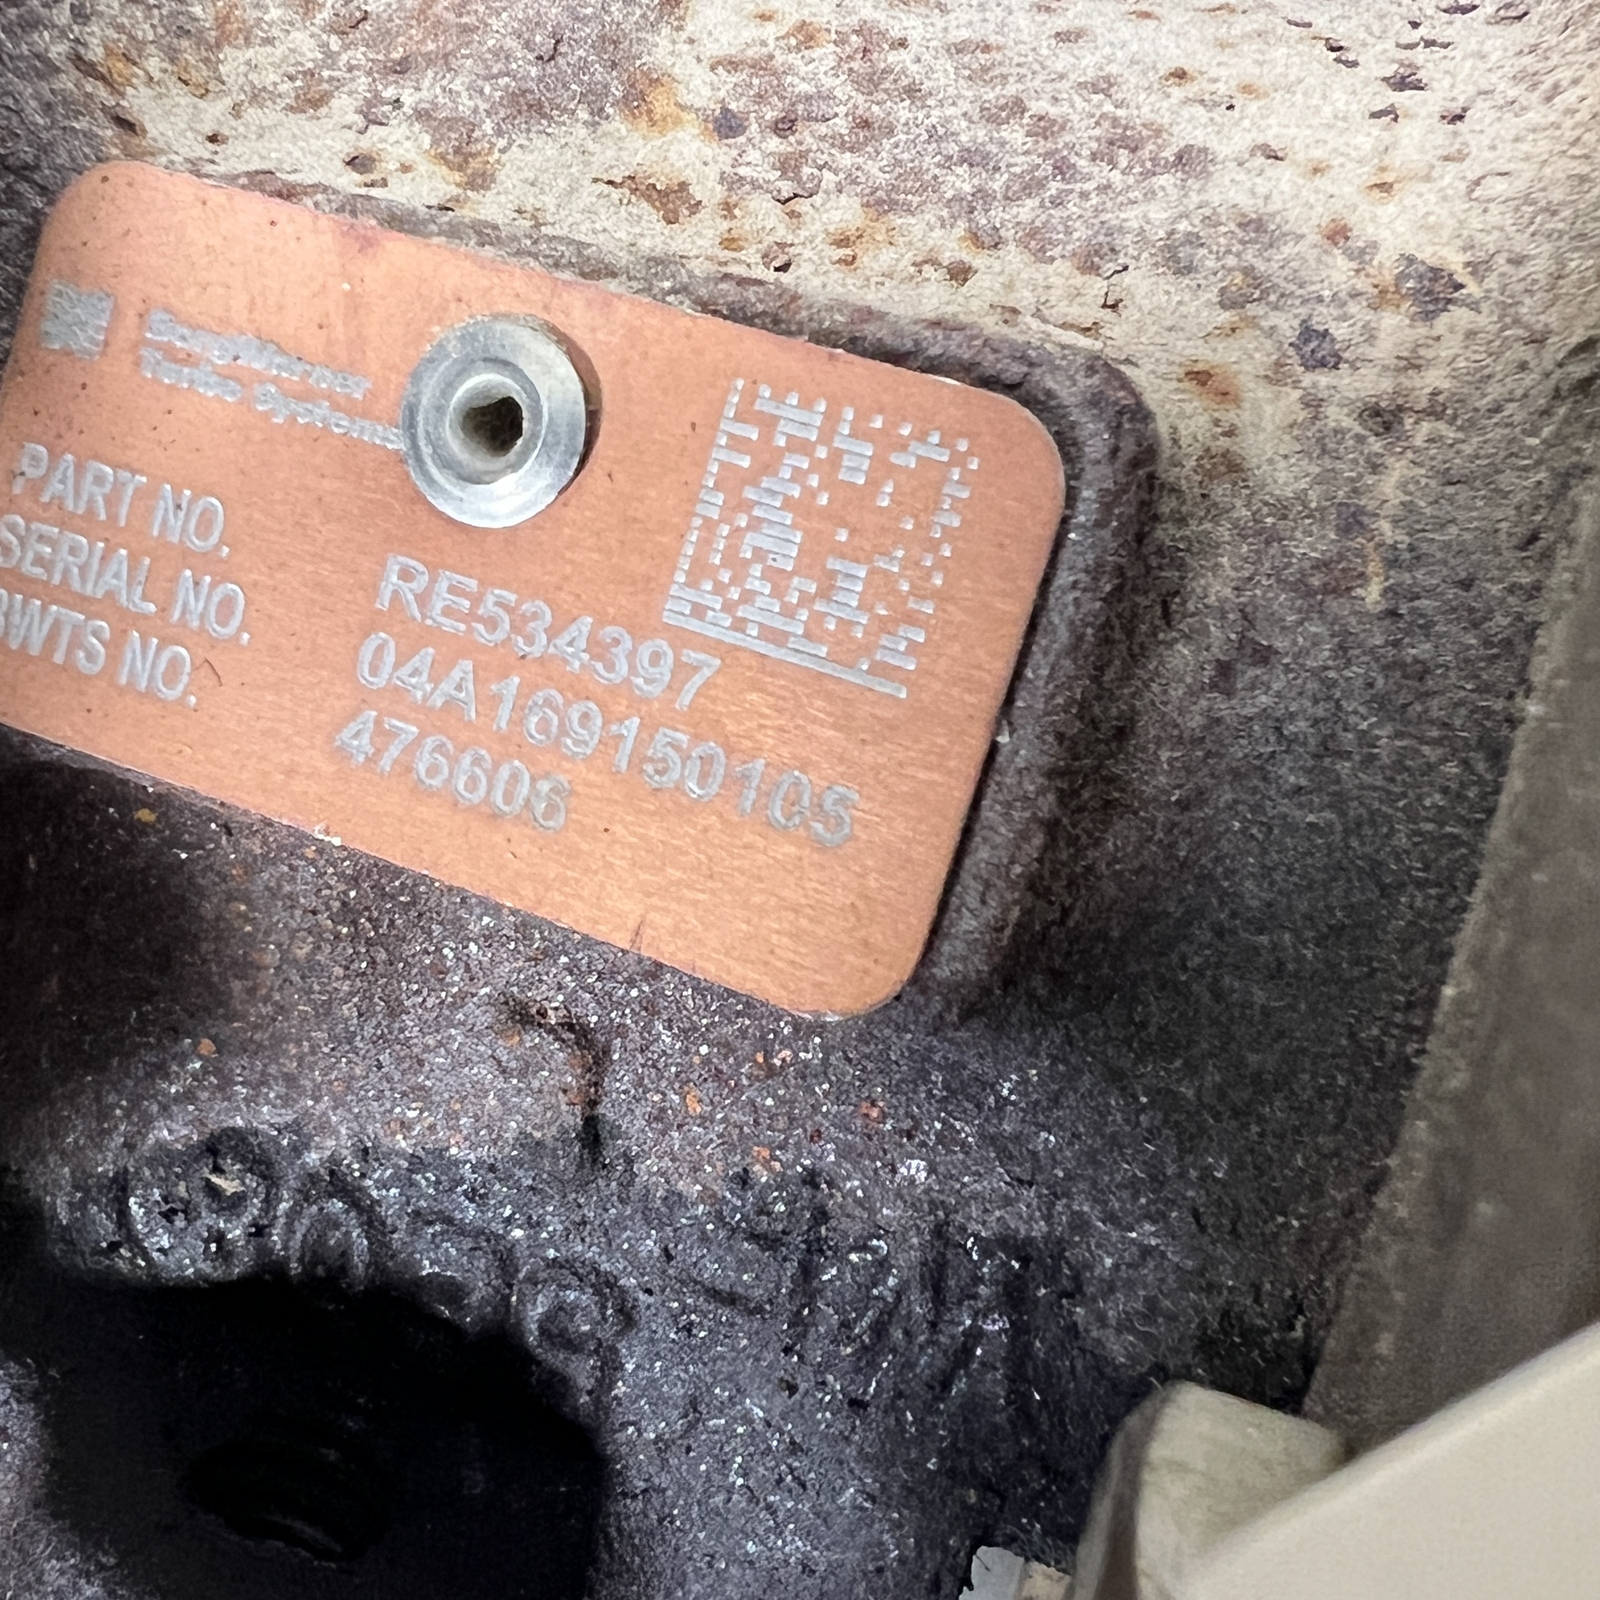 BorgWarner
Turbo Systems
PART NO. RE534397
SERIAL NO. 04A169150105
BWTS NO. 476606